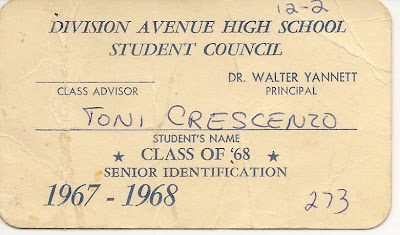 12-2
DIVISION AVENUE HIGH SCHOOL
STUDENT COUNCIL
DR. WALTER YANNETT
CLASS ADVISOR PRINCIPAL
TONI CRESCENZO
STUDENT'S NAME
★ CLASS OF '68 ★
SENIOR IDENTIFICATION
1967 - 1968 273